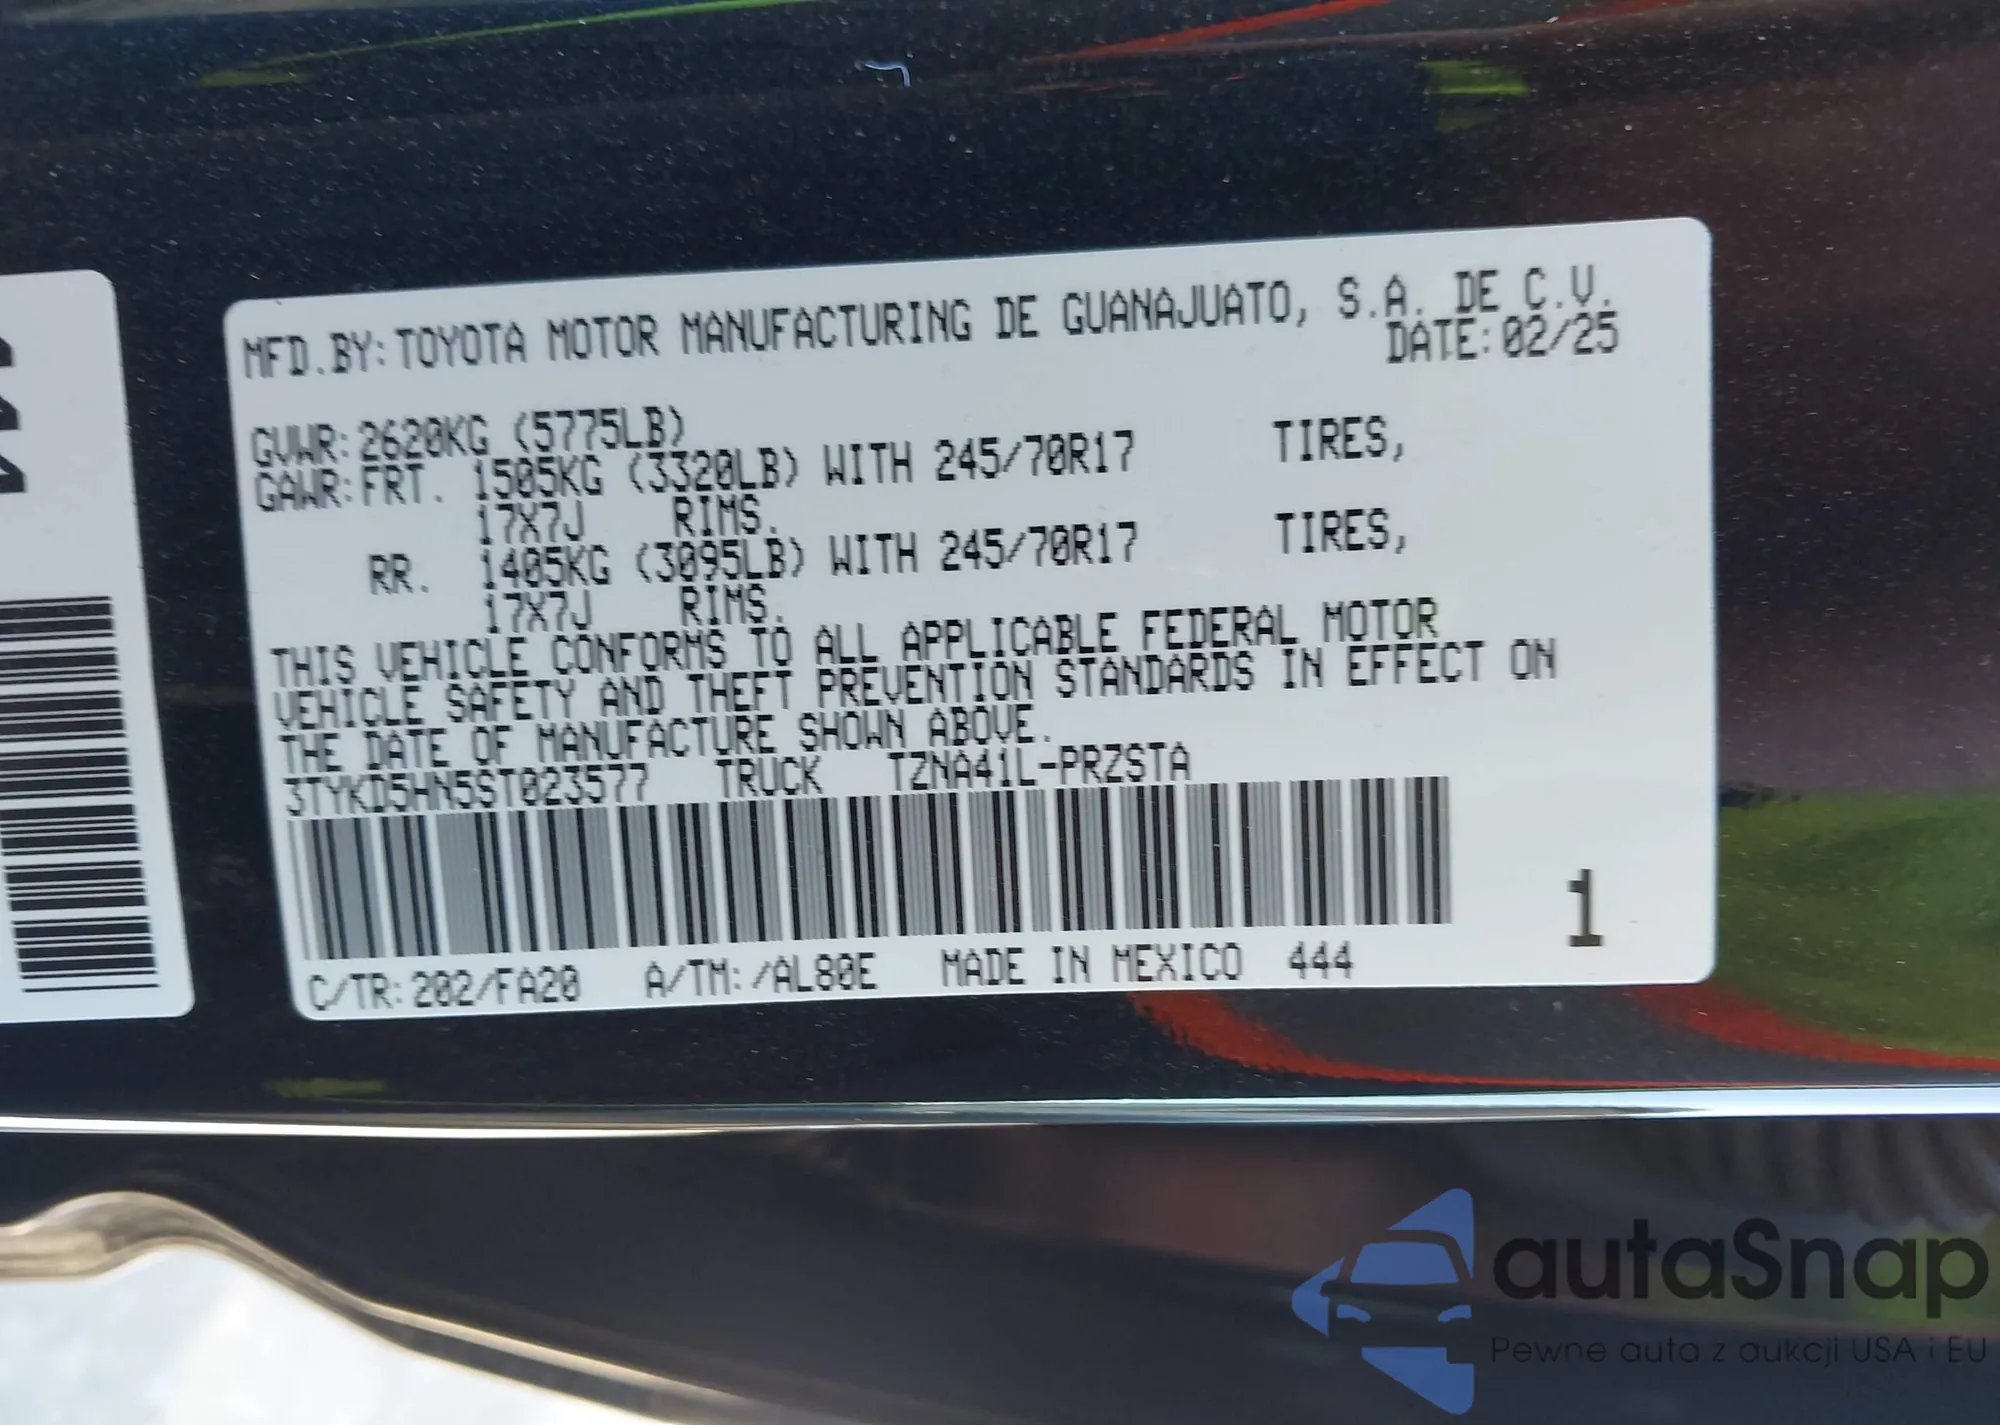 MFD.BY:TOYOTA MOTOR MANUFACTURING DE GUANAJUATO, S.A. DE C.V.
DATE:02/25
GVWR:2620KG (5775LB)
GAWR:FRT. 1505KG (3320LB) WITH 245/70R17 TIRES,
17X7J RIMS.
RR. 1405KG (3095LB) WITH 245/70R17 TIRES,
17X7J RIMS.
THIS VEHICLE CONFORMS TO ALL APPLICABLE FEDERAL MOTOR
VEHICLE SAFETY AND THEFT PREVENTION STANDARDS IN EFFECT ON
THE DATE OF MANUFACTURE SHOWN ABOVE.
3TYKD5HN5ST023577 TRUCK TZNA41L-PRZSTA
1
C/TR:202/FA20 A/TM:/AL80E MADE IN MEXICO 444
autaSnap
Pewne auta z aukcji USA i EU